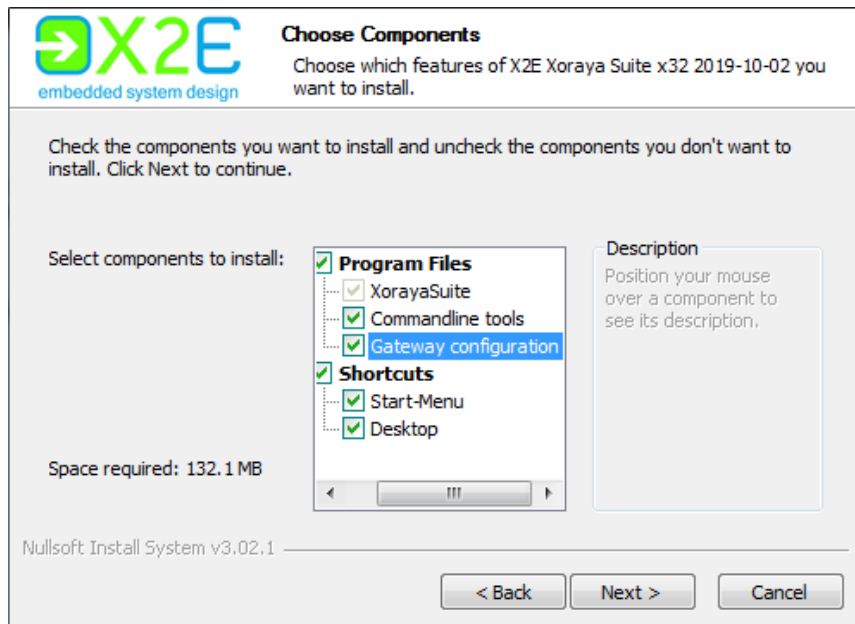 X2E
embedded system design
Choose Components
Choose which features of X2E Xoraya Suite x32 2019-10-02 you
want to install.
Check the components you want to install and uncheck the components you don't want to
install. Click Next to continue.
Select components to install:
Program Files
XorayaSuite
Commandline tools
Gateway configuration
Shortcuts
Start-Menu
Desktop
Description
Position your mouse
over a component to
see its description.
Space required: 132.1 MB
Nullsoft Install System v3.02.1
< Back
Next >
Cancel